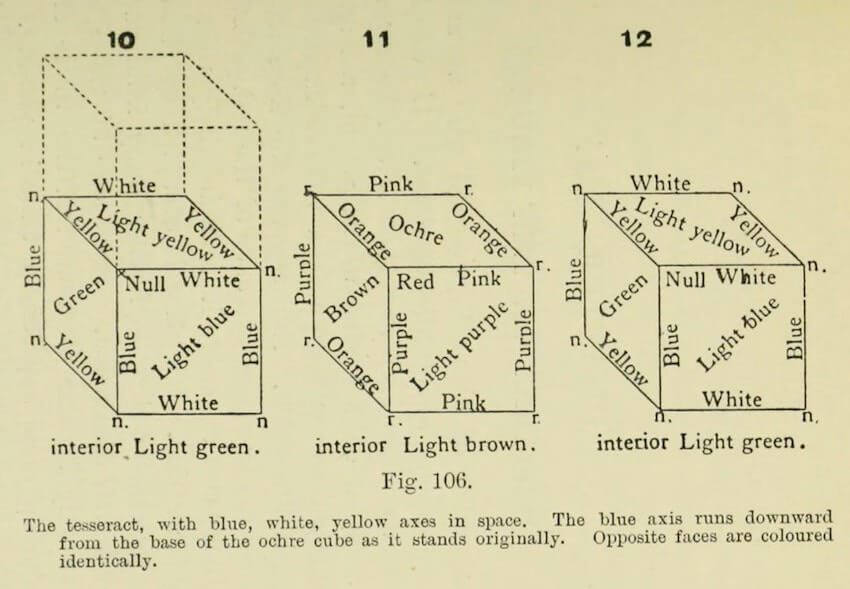 10 11 12
White Pink White
n. r. r. n. n.
Yellow Light yellow Yellow Orange Ochre Orange Yellow Light yellow Yellow
n. r. n.
Null White Red Pink Null White
Blue Green Purple Brown Blue Green
Blue Light blue Blue Purple Light purple Purple Blue Light blue Blue
n. r. n.
Yellow Orange Yellow
White Pink White
n. n r. r. n. n.
interior Light green. interior Light brown. interior Light green.
Fig. 106.
The tesseract, with blue, white, yellow axes in space. The blue axis runs downward
from the base of the ochre cube as it stands originally. Opposite faces are coloured
identically.